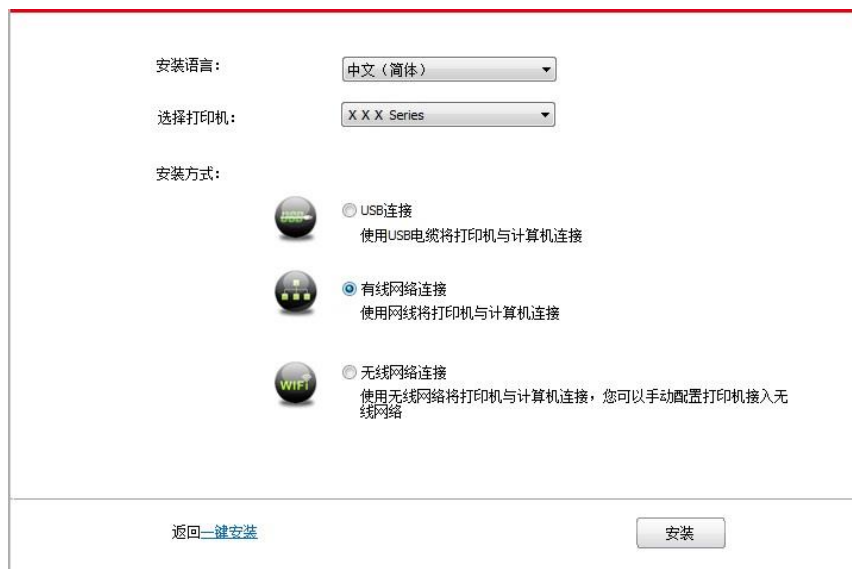 安装语言：
中文（简体）
选择打印机：
X X X Series
安装方式：
USB
USB连接
使用USB电缆将打印机与计算机连接
有线网络连接
使用网线将打印机与计算机连接
WiFi
无线网络连接
使用无线网络将打印机与计算机连接，您可以手动配置打印机接入无
线网络
返回一键安装
安装